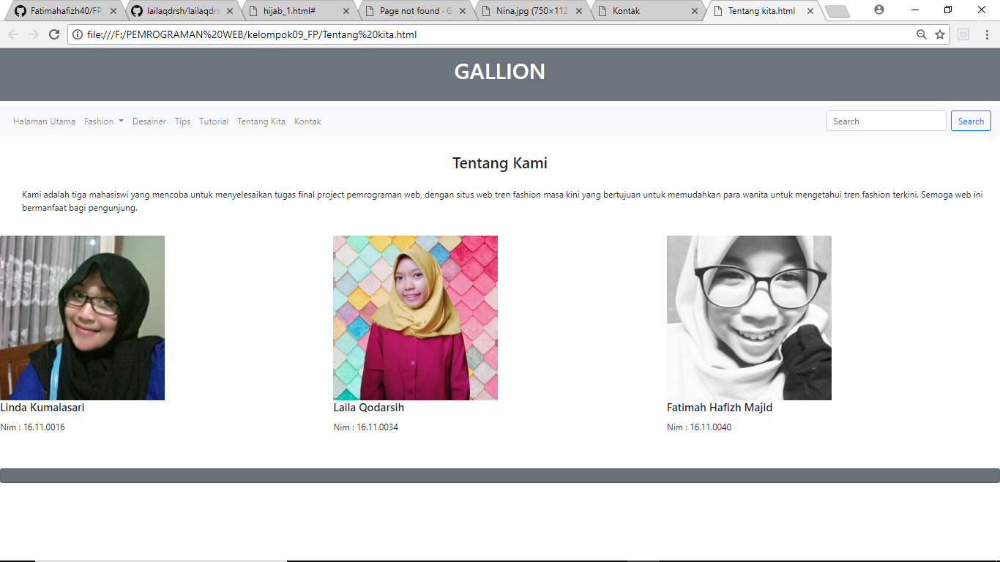 Fatimahafizh40/FP_
lailaqdrsh/lailaqdrs
hijab_1.html#
Page not found · G
Nina.jpg (750×112
Kontak
Tentang kita.html
file:///F:/PEMROGRAMAN%20WEB/kelompok09_FP/Tentang%20kita.html
GALLION
Halaman Utama Fashion Desainer Tips Tutorial Tentang Kita Kontak Search Search
Tentang Kami
Kami adalah tiga mahasiswi yang mencoba untuk menyelesaikan tugas final project pemrograman web, dengan situs web tren fashion masa kini yang bertujuan untuk memudahkan para wanita untuk mengetahui tren fashion terkini. Semoga web ini
bermanfaat bagi pengunjung.
Linda Kumalasari
Nim : 16.11.0016
Laila Qodarsih
Nim : 16.11.0034
Fatimah Hafizh Majid
Nim : 16.11.0040